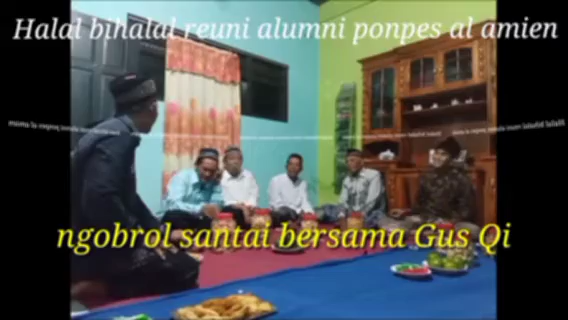 Halal bihalal reuni alumni ponpes al amien
ngobrol santai bersama Gus Qi